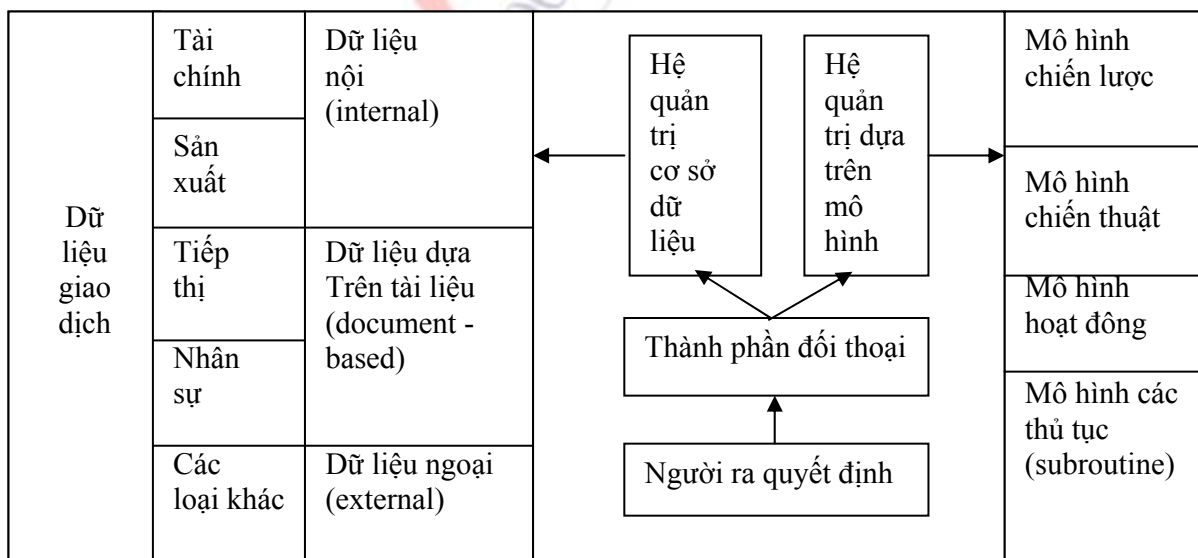 Dữ
liệu
giao
dịch
Tài
chính
Sản
xuất
Tiếp
thị
Nhân
sự
Các
loại khác
Dữ liệu
nội
(internal)
Dữ liệu dựa
Trên tài liệu
(document -
based)
Dữ liệu ngoại
(external)
Hệ
quản
trị
cơ sở
dữ
liệu
Hệ
quản
trị dựa
trên
mô
hình
Thành phần đối thoại
Người ra quyết định
Mô hình
chiến lược
Mô hình
chiến thuật
Mô hình
hoạt đông
Mô hình các
thủ tục
(subroutine)